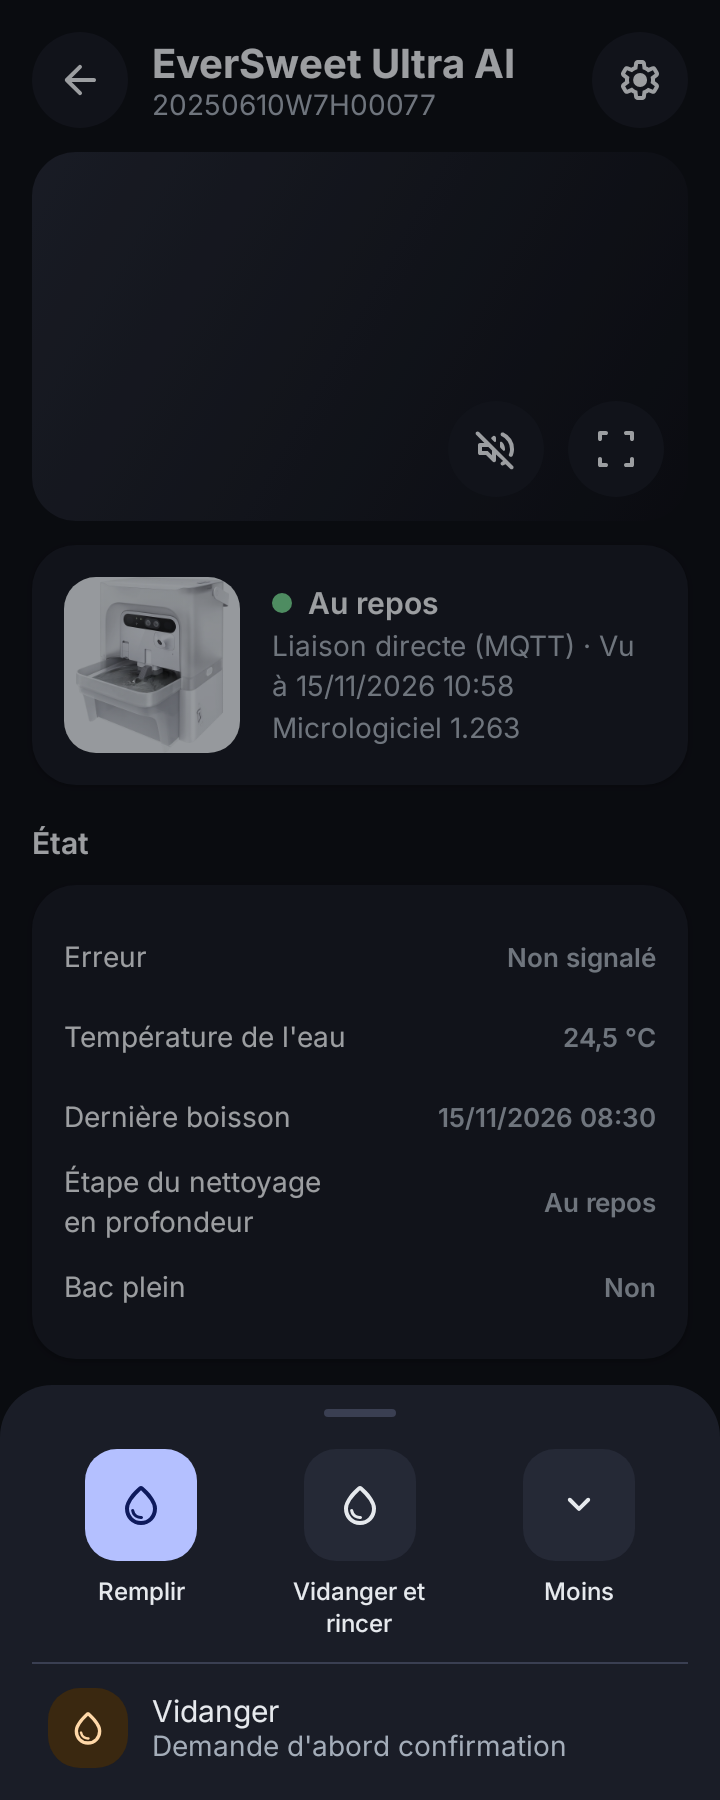 EverSweet Ultra AI
20250610W7H00077
Au repos
Liaison directe (MQTT) · Vu
à 15/11/2026 10:58
Micrologiciel 1.263
État
Erreur
Non signalé
Température de l'eau
24,5 °C
Dernière boisson
15/11/2026 08:30
Étape du nettoyage
en profondeur
Au repos
Bac plein
Non
Remplir
Vidanger et
rincer
Moins
Vidanger
Demande d'abord confirmation